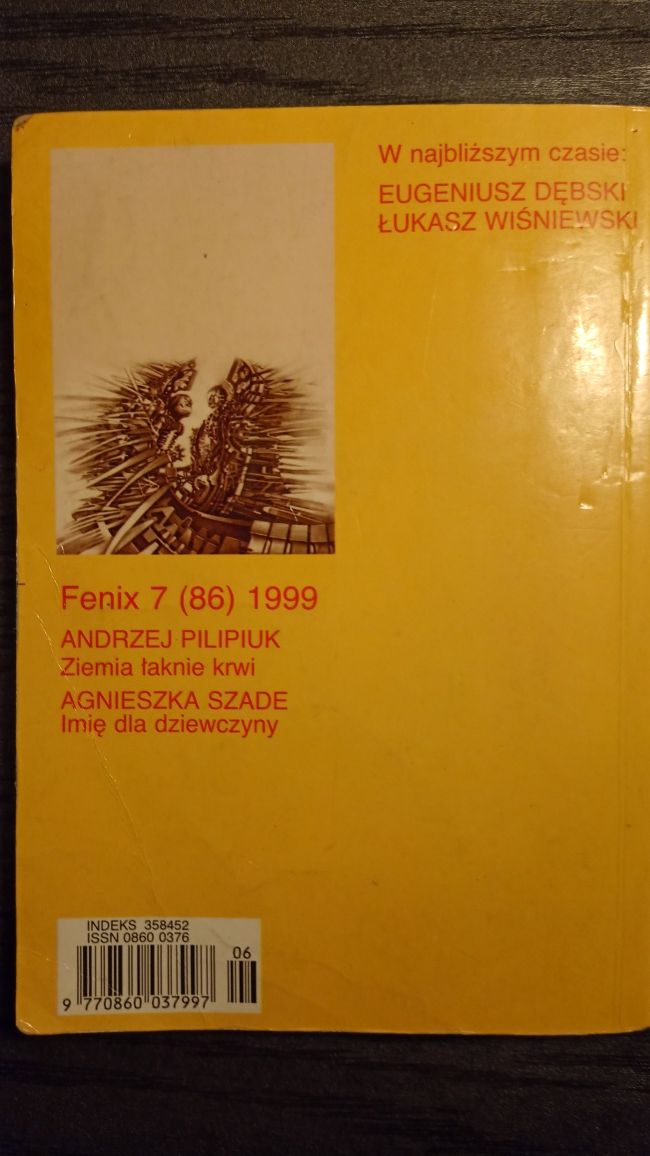 W najbliższym czasie:
EUGENIUSZ DĘBSKI
ŁUKASZ WIŚNIEWSKI
Fenix 7 (86) 1999
ANDRZEJ PILIPIUK
Ziemia łaknie krwi
AGNIESZKA SZADE
Imię dla dziewczyny
INDEKS 358452
ISSN 0860 0376
06
9 770860 037997